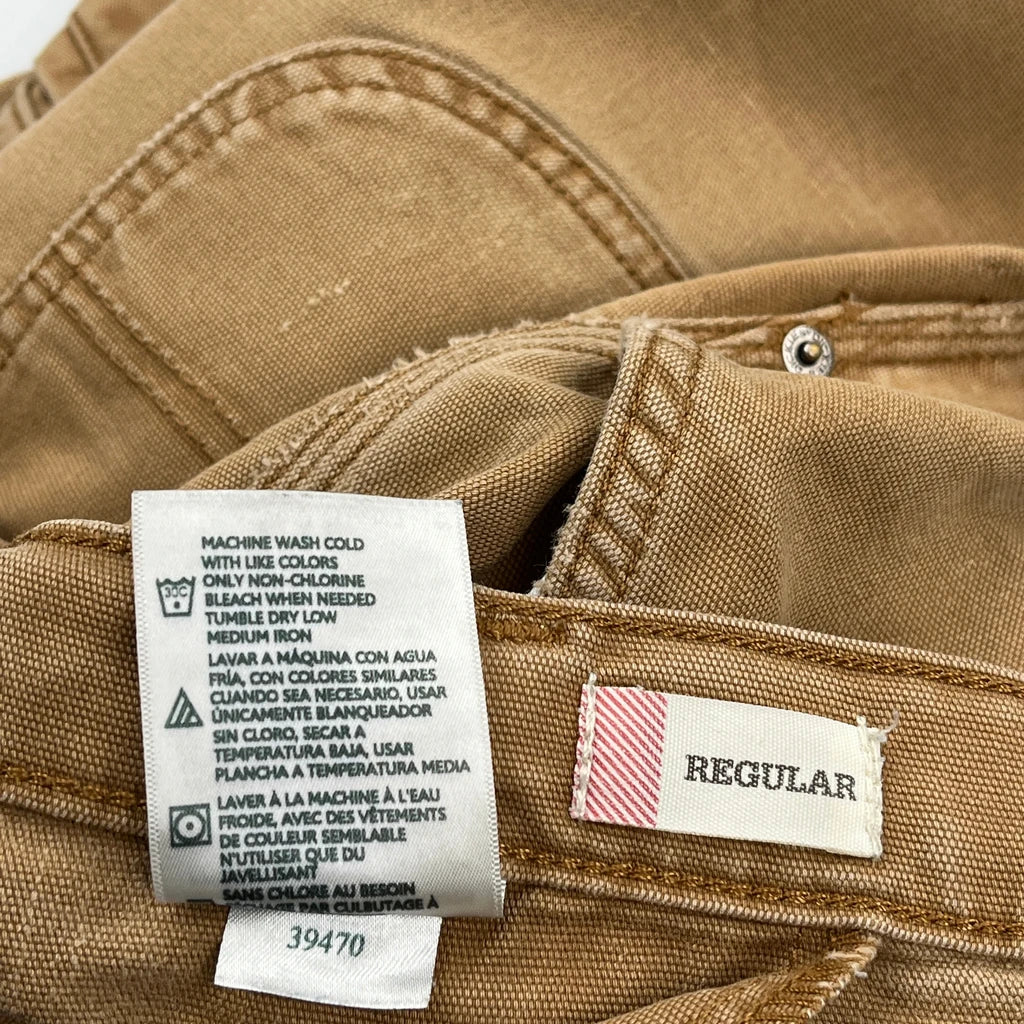 MACHINE WASH COLD
WITH LIKE COLORS
ONLY NON-CHLORINE
BLEACH WHEN NEEDED
TUMBLE DRY LOW
MEDIUM IRON
30C
LAVAR A MÁQUINA CON AGUA
FRÍA, CON COLORES SIMILARES
CUANDO SEA NECESARIO, USAR
ÚNICAMENTE BLANQUEADOR
SIN CLORO, SECAR A
TEMPERATURA BAJA, USAR
PLANCHA A TEMPERATURA MEDIA
LAVER À LA MACHINE À L'EAU
FROIDE, AVEC DES VÊTEMENTS
DE COULEUR SEMBLABLE
N'UTILISER QUE DU
JAVELLISANT
SANS CHLORE AU BESOIN
PAR CULBUTAGE À
39470
REGULAR